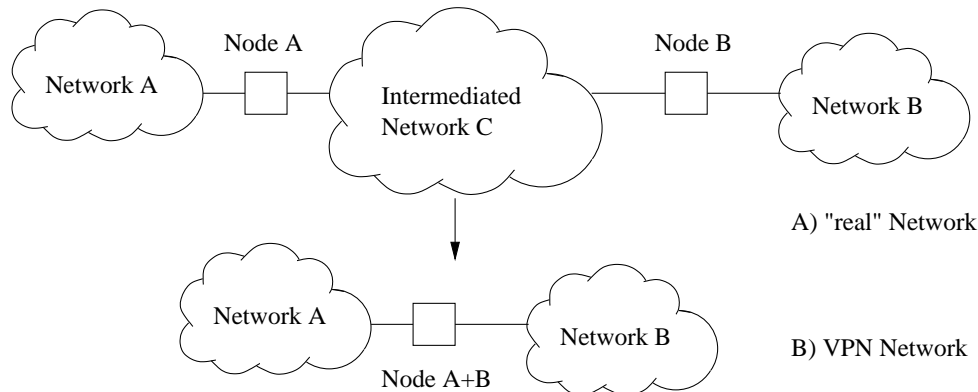 Node A
Node B
Network A
Intermediated
Network C
Network B
A) "real" Network
Network A
Network B
Node A+B
B) VPN Network